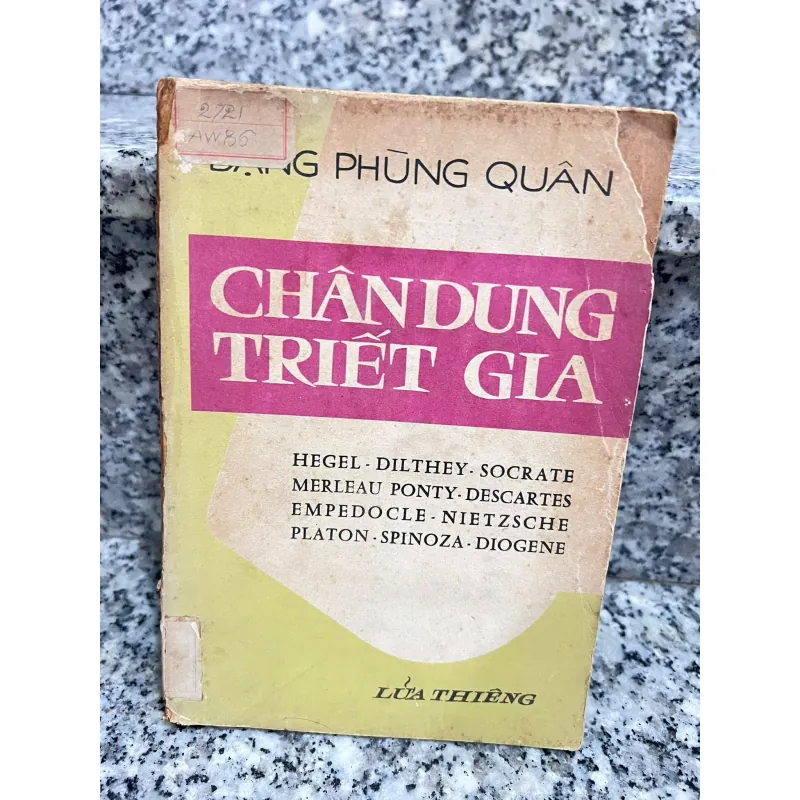 2721
AWB6
ĐẶNG PHÙNG QUÂN
CHÂN DUNG
TRIẾT GIA
HEGEL - DILTHEY - SOCRATE
MERLEAU PONTY - DESCARTES
EMPEDOCLE - NIETZSCHE
PLATON - SPINOZA - DIOGENE
LỬA THIÊNG